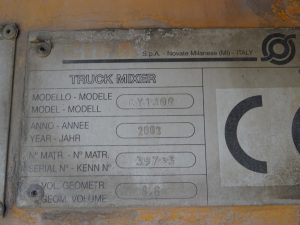 S.p.A. - Novate Milanese (MI) - ITALY
TRUCK MIXER
MODELLO - MODELE
MODEL - MODELL
ANNO - ANNEE 2003
YEAR - JAHR
N° MATR. - N° MATR.
SERIAL N° - KENN N°
VOL. GEOMETR.
GEOM. VOLUME
CE